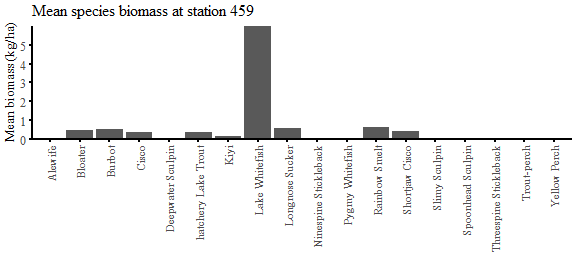 Mean species biomass at station 459
Mean biomass (kg/ha)
5
4
3
2
1
0
Alewife
Bloater
Burbot
Cisco
Deepwater Sculpin
hatchery Lake Trout
Kiyi
Lake Whitefish
Longnose Sucker
Ninespine Stickleback
Pygmy Whitefish
Rainbow Smelt
Shortjaw Cisco
Slimy Sculpin
Spoonhead Sculpin
Threespine Stickleback
Trout-perch
Yellow Perch